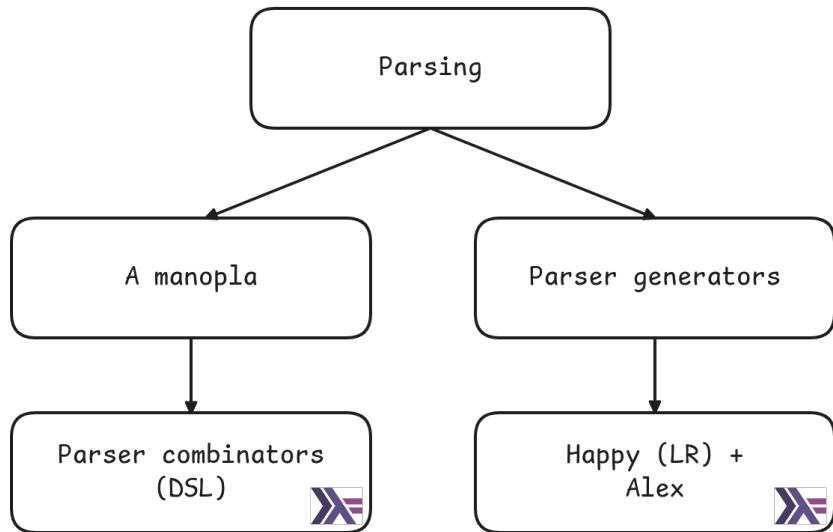 Parsing
A manopla
Parser generators
Parser combinators
(DSL)
Happy (LR) +
Alex